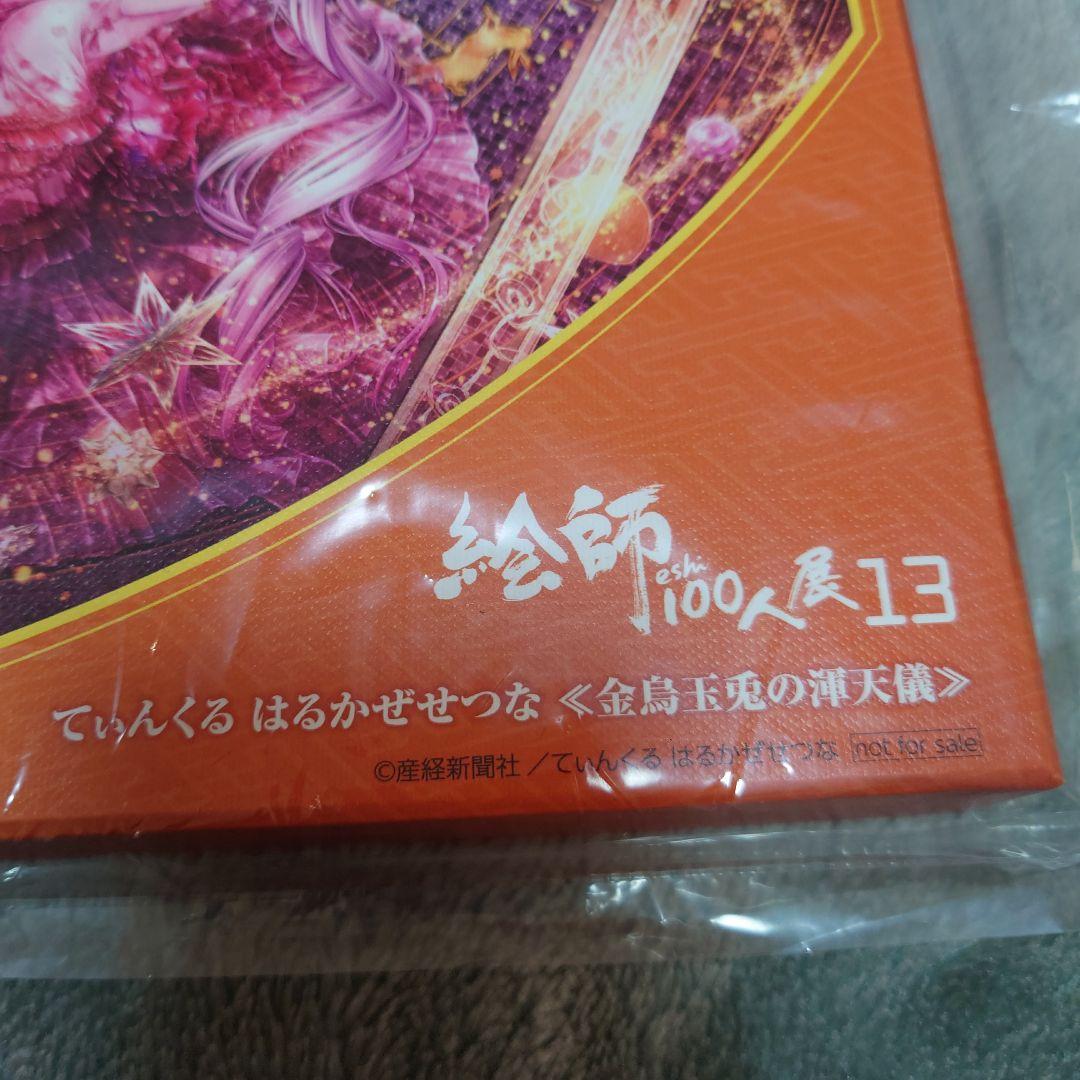 絵師100人展 13
eshi
てぃんくる はるかぜせつな ≪金烏玉兎の渾天儀≫
©産経新聞社 / てぃんくる はるかぜせつな not for sale